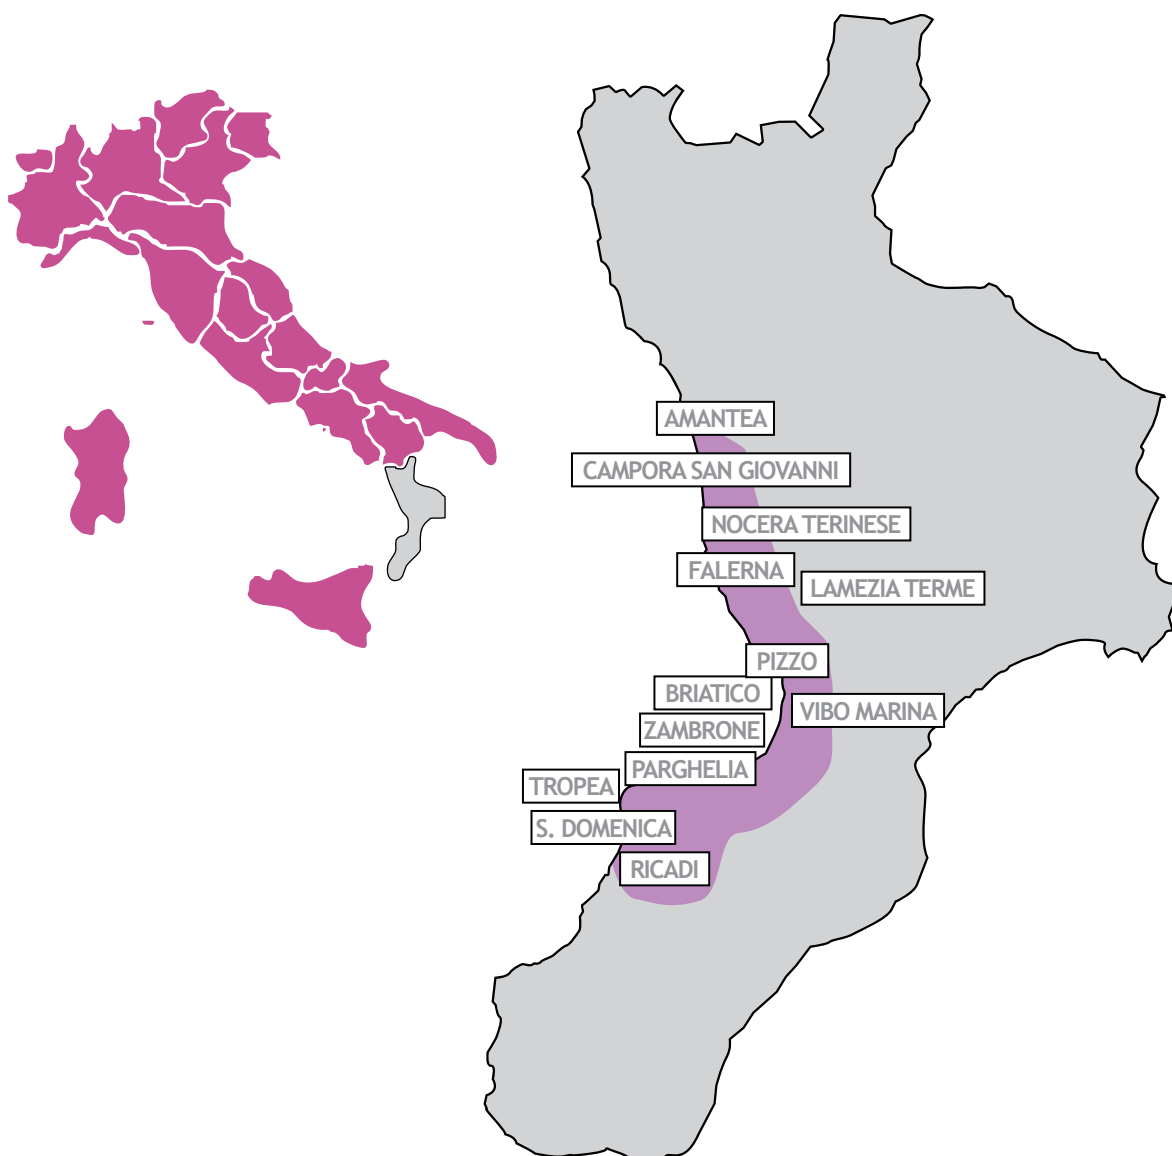 AMANTEA
CAMPORA SAN GIOVANNI
NOCERA TERINESE
FALERNA
LAMEZIA TERME
PIZZO
BRIATICO
VIBO MARINA
ZAMBRONE
PARGHELIA
TROPEA
S. DOMENICA
RICADI